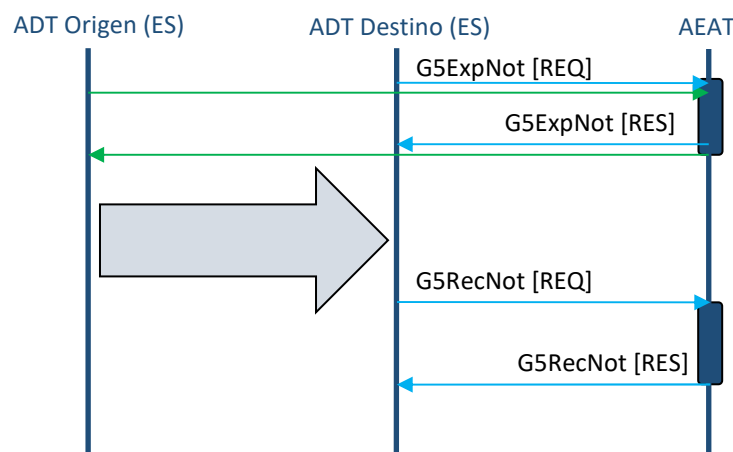 ADT Origen (ES)
ADT Destino (ES)
AEAT
G5ExpNot [REQ]
G5ExpNot [RES]
G5RecNot [REQ]
G5RecNot [RES]